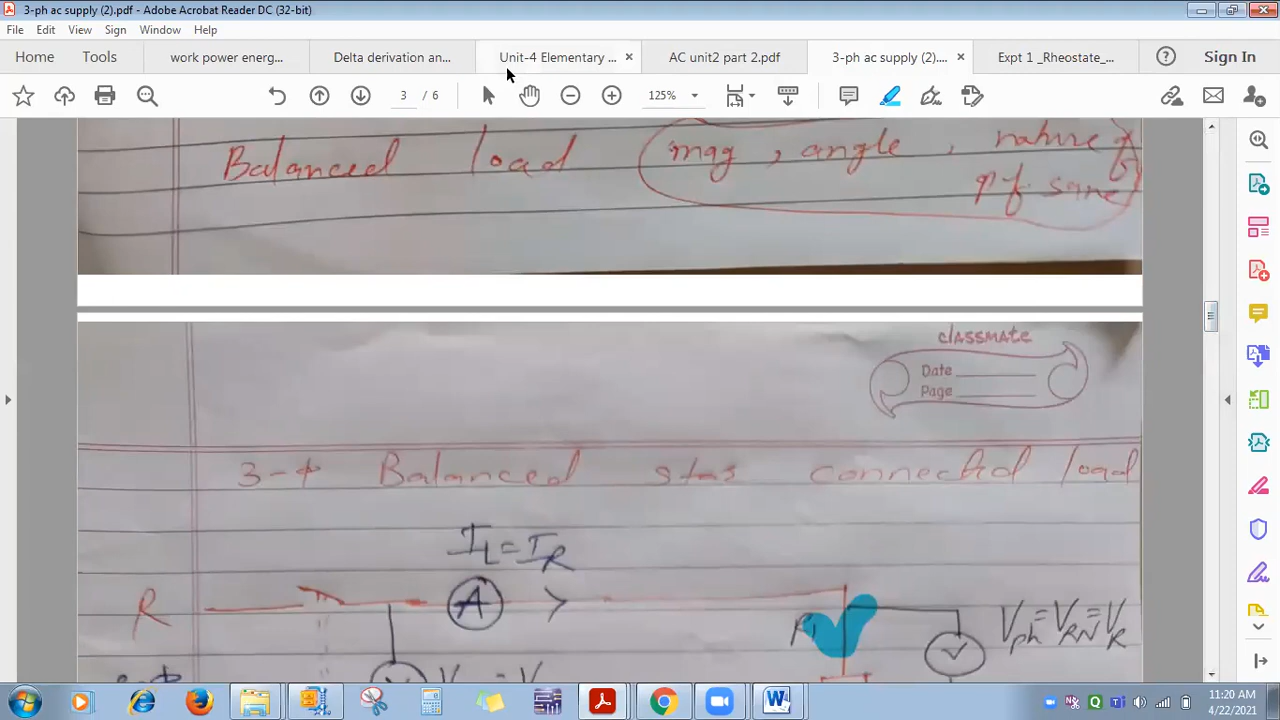 3-ph ac supply (2).pdf - Adobe Acrobat Reader DC (32-bit)
File Edit View Sign Window Help
Home Tools work power energ... Delta derivation an... Unit-4 Elementary ... × AC unit2 part 2.pdf 3-ph ac supply (2).... × Expt 1 _Rheostate_... Sign In
3 / 6 125%
Balanced load (mag, angle, nature of
pf same)
classmate
Date
Page
3-ϕ Balanced star connected load
IL = IR
R A Vph = VRN = VR
V
11:20 AM
4/22/2021